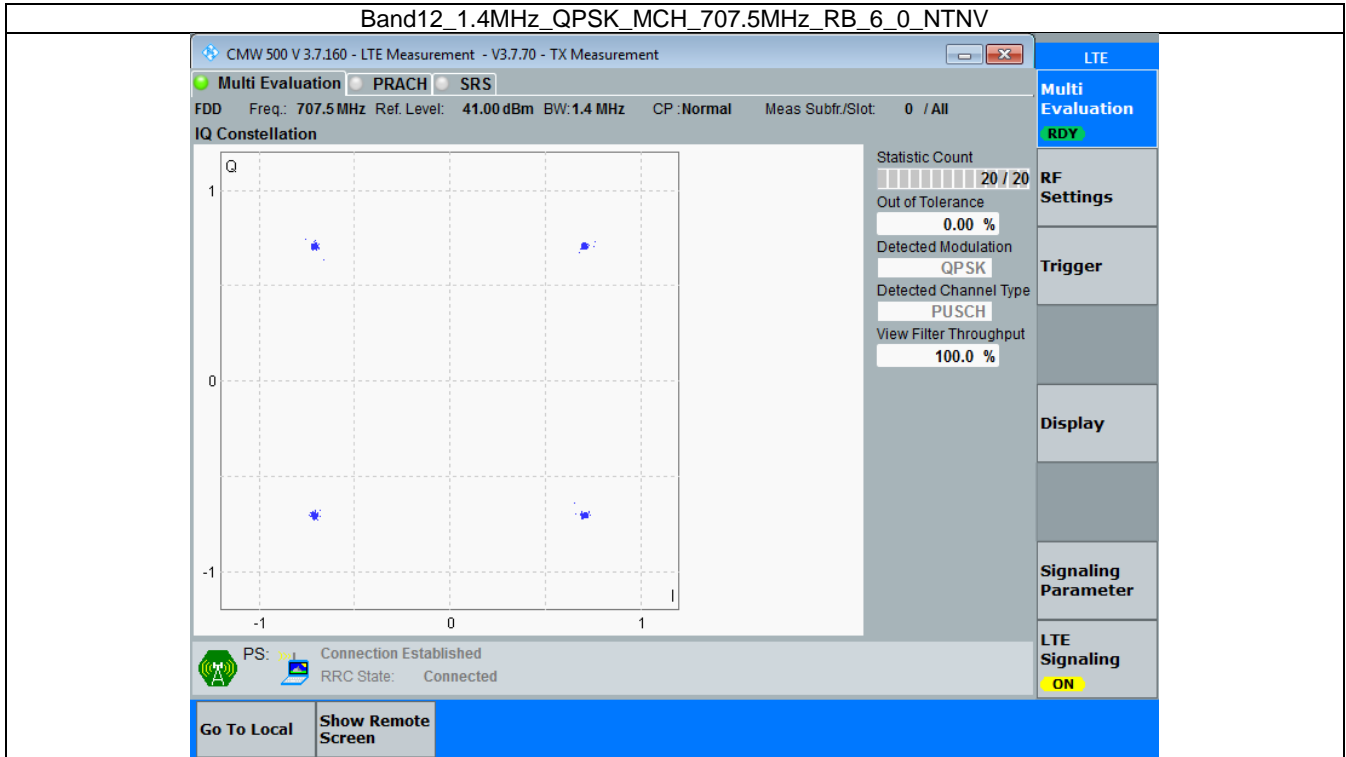 Band12_1.4MHz_QPSK_MCH_707.5MHz_RB_6_0_NTNV
CMW 500 V 3.7.160 - LTE Measurement - V3.7.70 - TX Measurement
LTE
Multi Evaluation PRACH SRS
FDD Freq.: 707.5 MHz Ref. Level: 41.00 dBm BW: 1.4 MHz CP : Normal Meas Subfr./Slot: 0 / All
IQ Constellation
Q
1
0
-1
I
-1 0 1
Statistic Count
20 / 20
Out of Tolerance
0.00 %
Detected Modulation
QPSK
Detected Channel Type
PUSCH
View Filter Throughput
100.0 %
Multi
Evaluation
RDY
RF
Settings
Trigger
Display
Signaling
Parameter
LTE
Signaling
ON
PS: Connection Established
RRC State: Connected
Go To Local
Show Remote
Screen